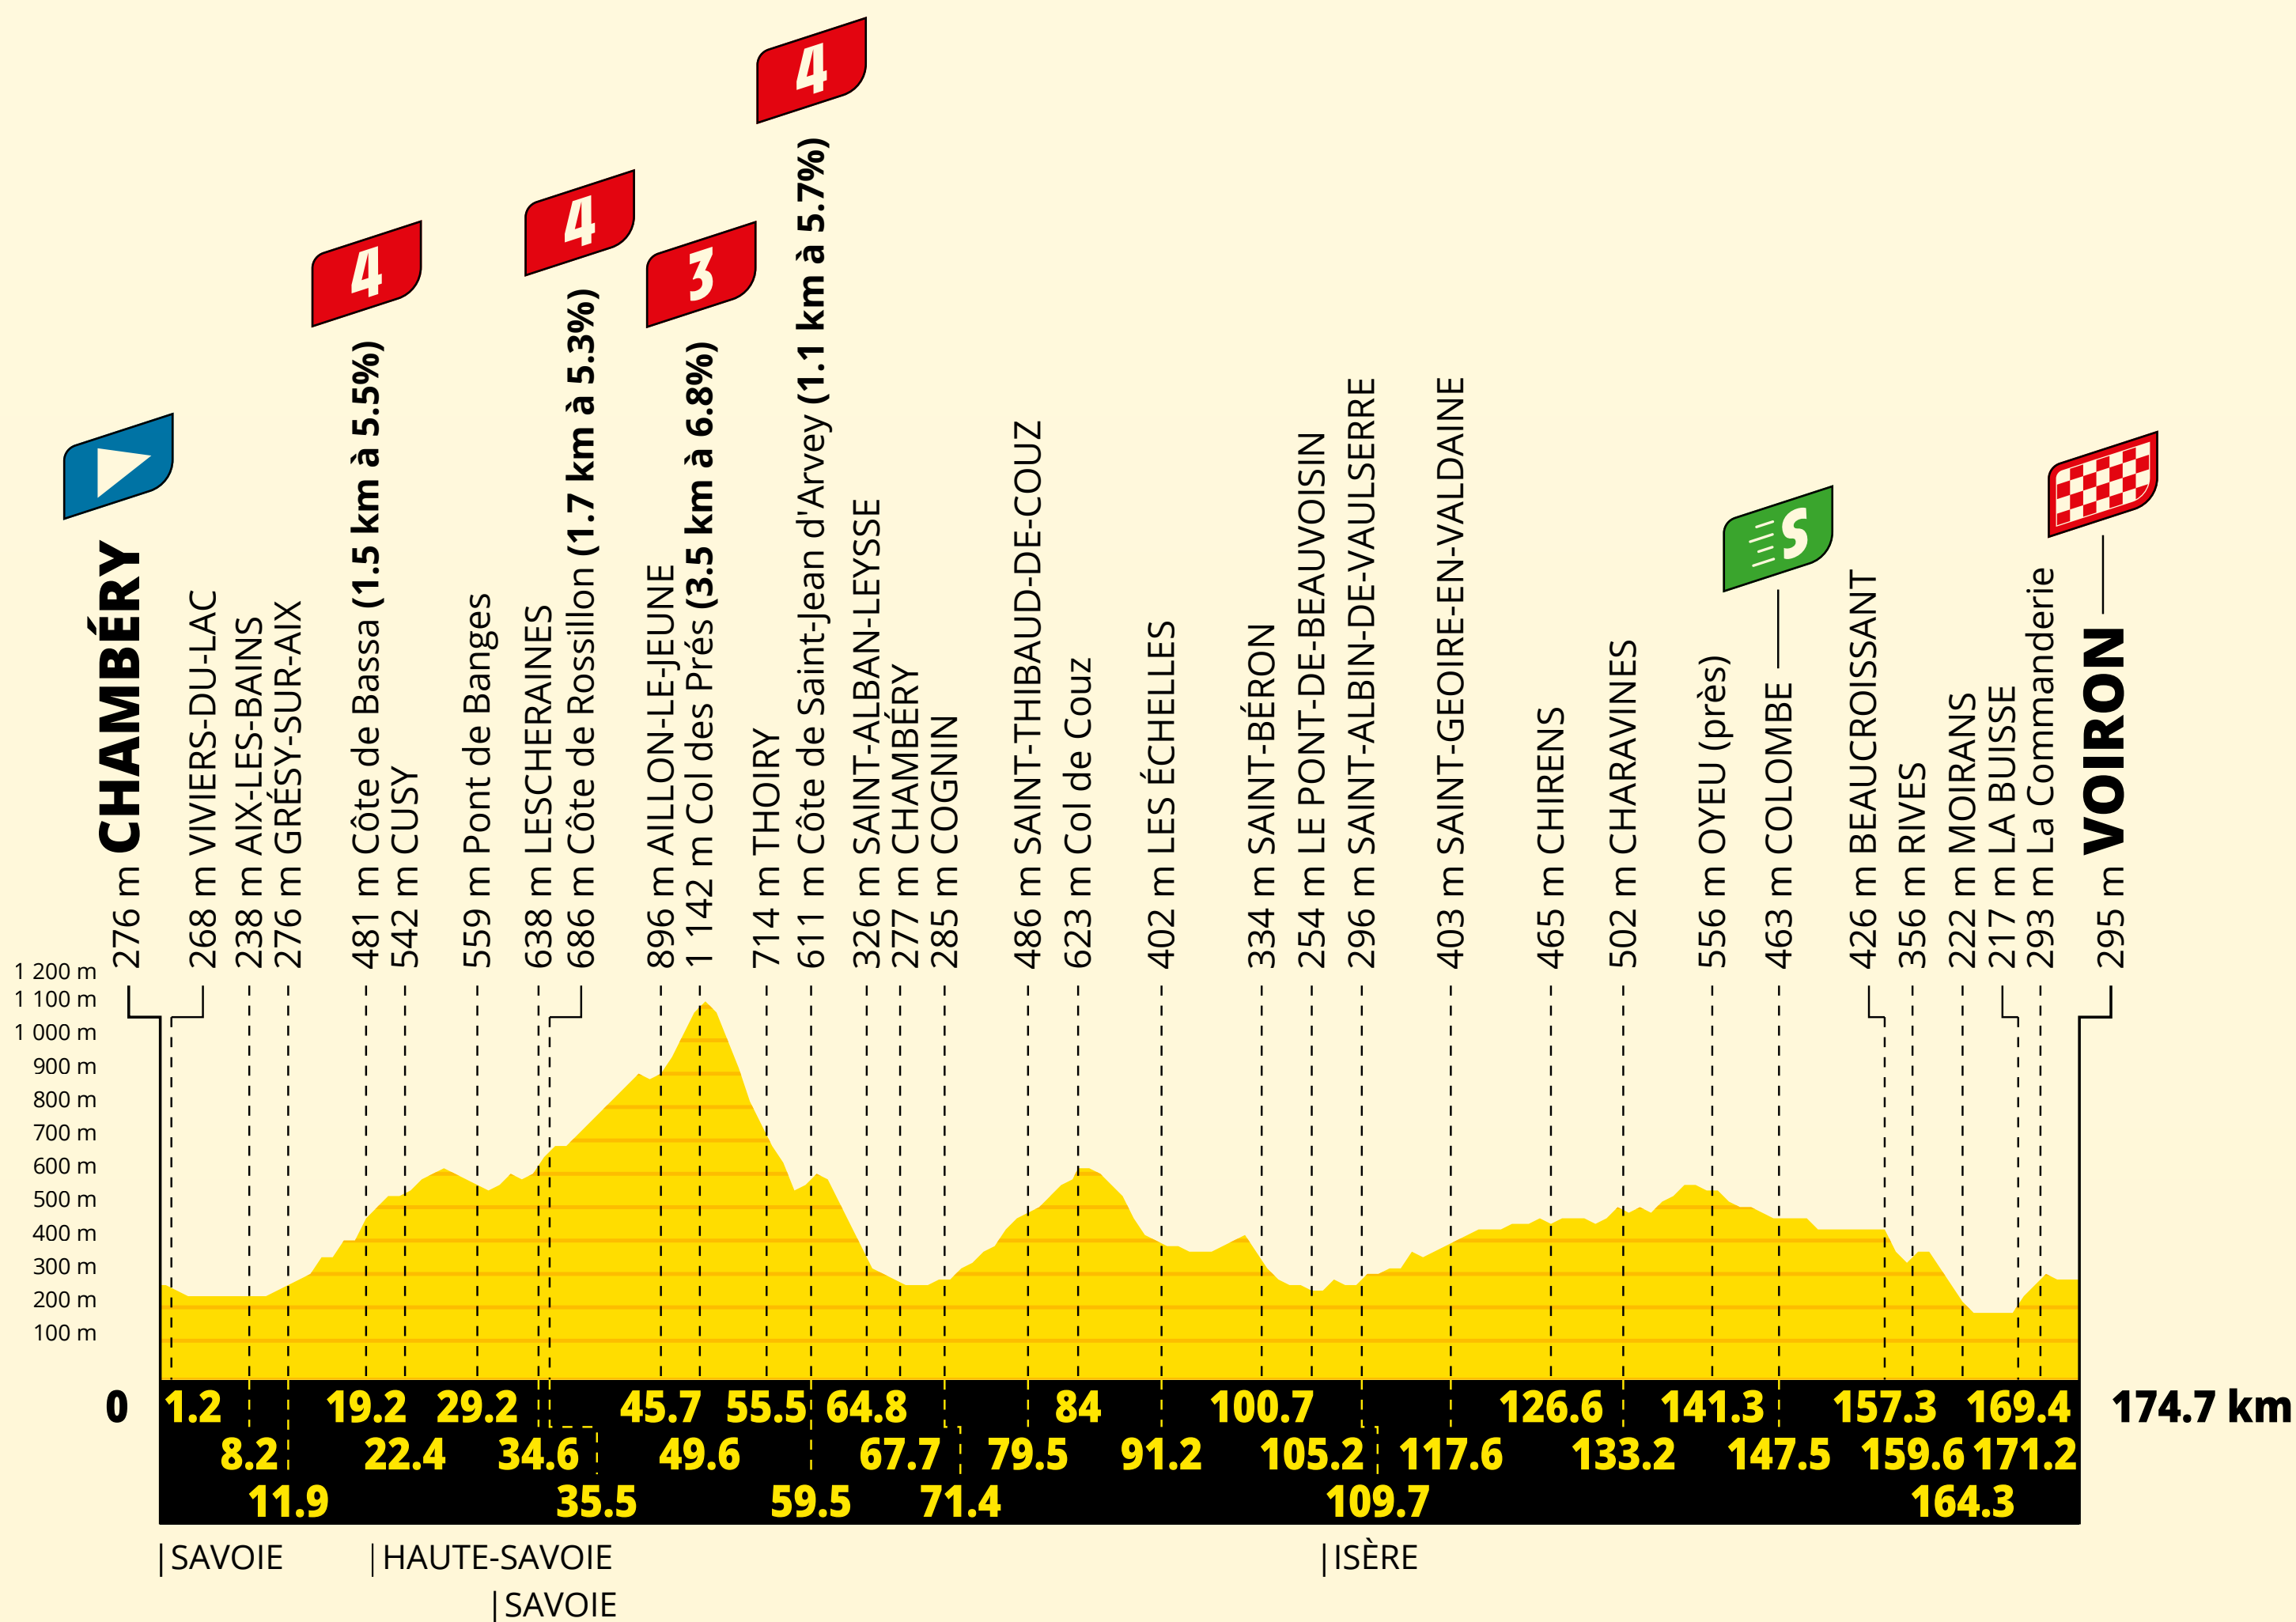 4
4
4
3
S
276 m CHAMBÉRY
268 m VIVIERS-DU-LAC
238 m AIX-LES-BAINS
276 m GRÉSY-SUR-AIX
481 m Côte de Bassa (1.5 km à 5.5%)
542 m CUSY
559 m Pont de Banges
638 m LESCHERAINES
686 m Côte de Rossillon (1.7 km à 5.3%)
896 m AILLON-LE-JEUNE
1 142 m Col des Prés (3.5 km à 6.8%)
714 m THOIRY
611 m Côte de Saint-Jean d'Arvey (1.1 km à 5.7%)
326 m SAINT-ALBAN-LEYSSE
277 m CHAMBÉRY
285 m COGNIN
486 m SAINT-THIBAUD-DE-COUZ
623 m Col de Couz
402 m LES ÉCHELLES
334 m SAINT-BÉRON
254 m LE PONT-DE-BEAUVOISIN
296 m SAINT-ALBIN-DE-VAULSERRE
403 m SAINT-GEOIRE-EN-VALDAINE
465 m CHIRENS
502 m CHARAVINES
556 m OYEU (près)
463 m COLOMBE
426 m BEAUCROISSANT
356 m RIVES
222 m MOIRANS
217 m LA BUISSE
293 m La Commanderie
295 m VOIRON
1 200 m
1 100 m
1 000 m
900 m
800 m
700 m
600 m
500 m
400 m
300 m
200 m
100 m
0 1.2 19.2 29.2 45.7 55.5 64.8 84 100.7 126.6 141.3 157.3 169.4 174.7 km
8.2 22.4 34.6 49.6 67.7 79.5 91.2 105.2 117.6 133.2 147.5 159.6 171.2
11.9 35.5 59.5 71.4 109.7 164.3
|SAVOIE |HAUTE-SAVOIE |ISÈRE
|SAVOIE